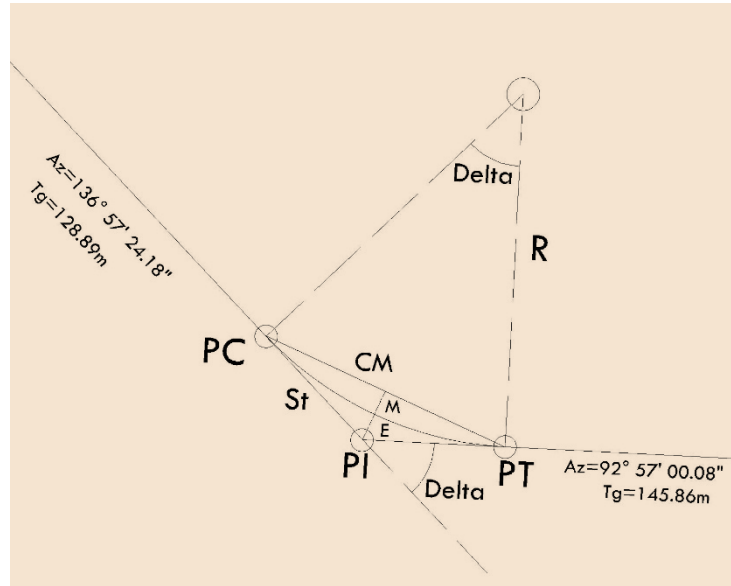 Delta
Az=136° 57' 24.18"
Tg=128.89m
R
PC
CM
St
M
E
PI
PT
Az=92° 57' 00.08"
Tg=145.86m
Delta